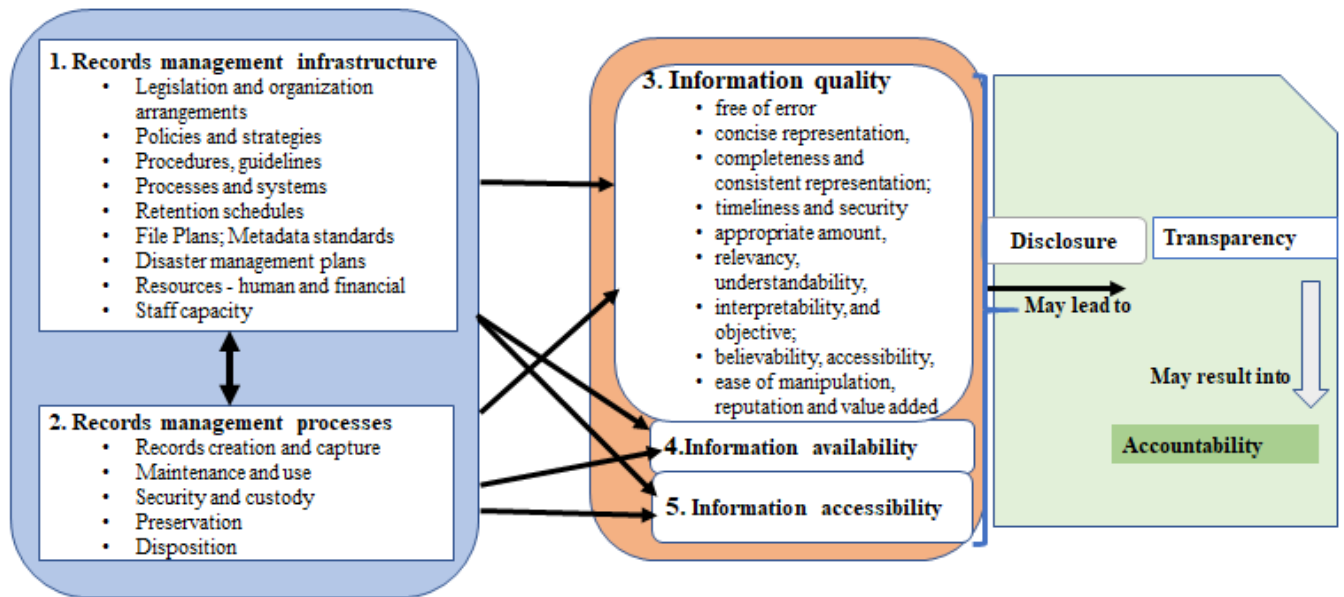 1. Records management infrastructure
• Legislation and organization
arrangements
• Policies and strategies
• Procedures, guidelines
• Processes and systems
• Retention schedules
• File Plans; Metadata standards
• Disaster management plans
• Resources - human and financial
• Staff capacity
2. Records management processes
• Records creation and capture
• Maintenance and use
• Security and custody
• Preservation
• Disposition
3. Information quality
• free of error
• concise representation,
• completeness and
consistent representation;
• timeliness and security
• appropriate amount,
• relevancy,
understandability,
• interpretability, and
objective;
• believability, accessibility,
• ease of manipulation,
reputation and value added
4.Information availability
5. Information accessibility
Disclosure
Transparency
May lead to
May result into
Accountability